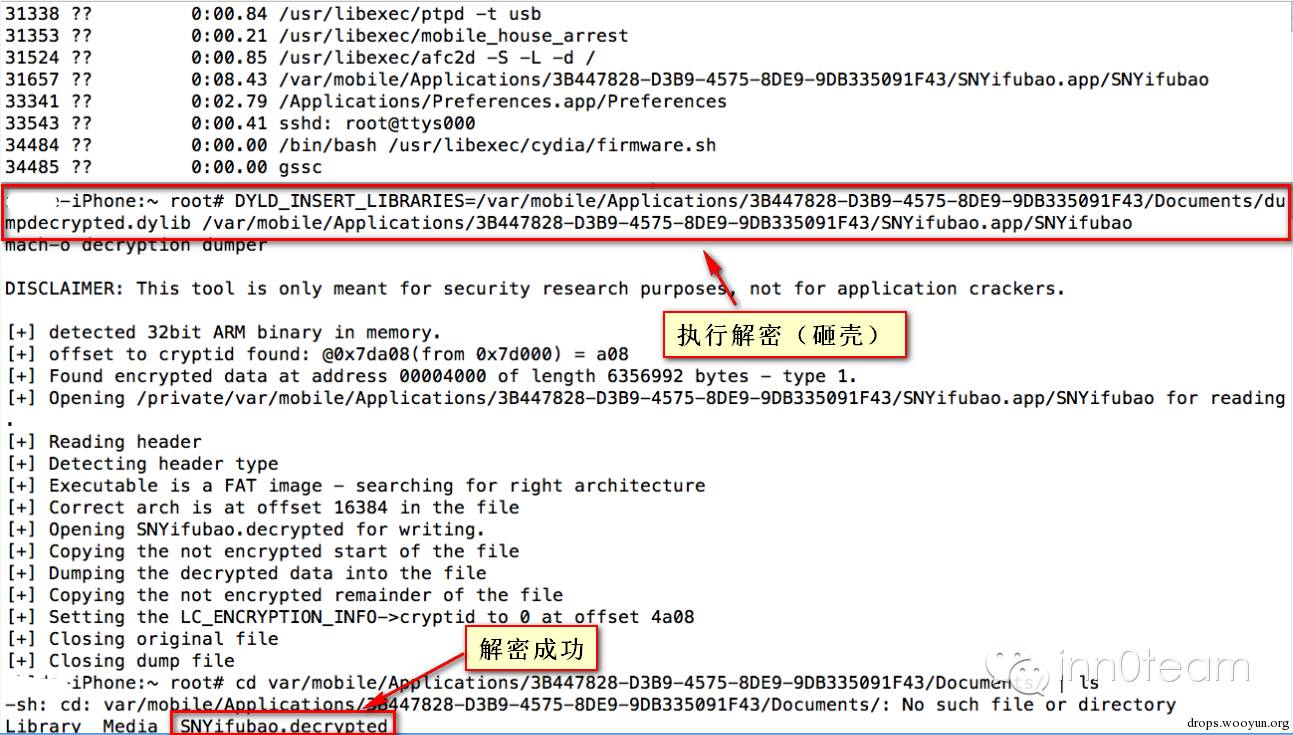 31338 ?? 0:00.84 /usr/libexec/ptpd -t usb
31353 ?? 0:00.21 /usr/libexec/mobile_house_arrest
31524 ?? 0:00.85 /usr/libexec/afc2d -S -L -d /
31657 ?? 0:08.43 /var/mobile/Applications/3B447828-D3B9-4575-8DE9-9DB335091F43/SNYifubao.app/SNYifubao
33341 ?? 0:02.79 /Applications/Preferences.app/Preferences
33543 ?? 0:00.41 sshd: root@ttys000
34484 ?? 0:00.00 /bin/bash /usr/libexec/cydia/firmware.sh
34485 ?? 0:00.00 gssc
-iPhone:~ root# DYLD_INSERT_LIBRARIES=/var/mobile/Applications/3B447828-D3B9-4575-8DE9-9DB335091F43/Documents/du
mpdecrypted.dylib /var/mobile/Applications/3B447828-D3B9-4575-8DE9-9DB335091F43/SNYifubao.app/SNYifubao
mach-o decryption dumper
DISCLAIMER: This tool is only meant for security research purposes, not for application crackers.
执行解密（砸壳）
[+] detected 32bit ARM binary in memory.
[+] offset to cryptid found: @0x7da08(from 0x7d000) = a08
[+] Found encrypted data at address 00004000 of length 6356992 bytes - type 1.
[+] Opening /private/var/mobile/Applications/3B447828-D3B9-4575-8DE9-9DB335091F43/SNYifubao.app/SNYifubao for reading
.
[+] Reading header
[+] Detecting header type
[+] Executable is a FAT image - searching for right architecture
[+] Correct arch is at offset 16384 in the file
[+] Opening SNYifubao.decrypted for writing.
[+] Copying the not encrypted start of the file
[+] Dumping the decrypted data into the file
[+] Copying the not encrypted remainder of the file
[+] Setting the LC_ENCRYPTION_INFO->cryptid to 0 at offset 4a08
[+] Closing original file
[+] Closing dump file
解密成功
-iPhone:~ root# cd var/mobile/Applications/3B447828-D3B9-4575-8DE9-9DB335091F43/Documents/ | ls
-sh: cd: var/mobile/Applications/3B447828-D3B9-4575-8DE9-9DB335091F43/Documents/: No such file or directory
Library Media SNYifubao.decrypted
inn0team
drops.wooyun.org